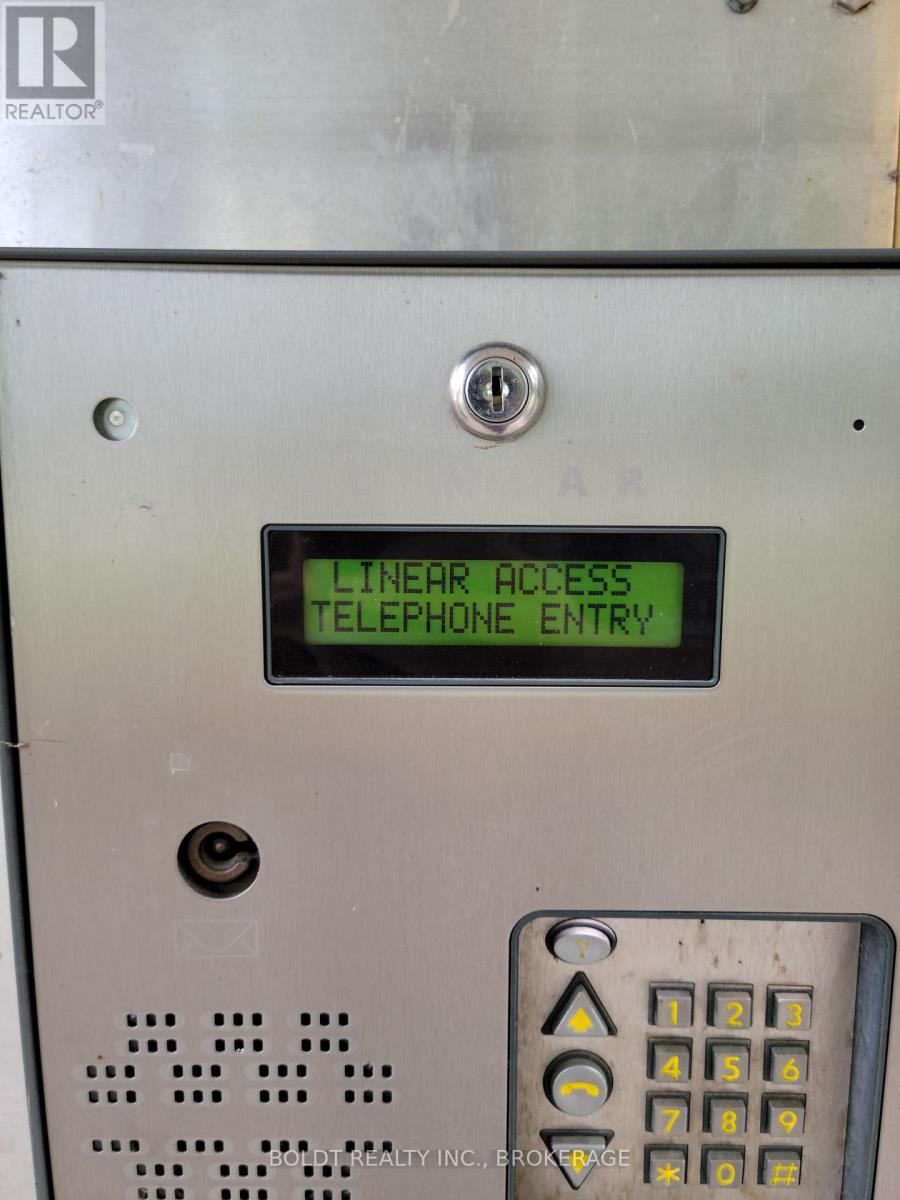 R
REALTOR®
A R
LINEAR ACCESS
TELEPHONE ENTRY
?
1 2 3
4 5 6
7 8 9
* 0 #
BOLDT REALTY INC., BROKERAGE